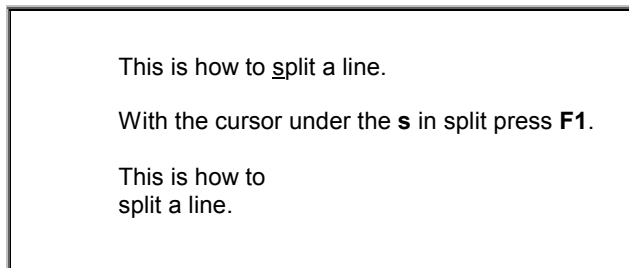 This is how to split a line.
With the cursor under the s in split press F1.
This is how to
split a line.